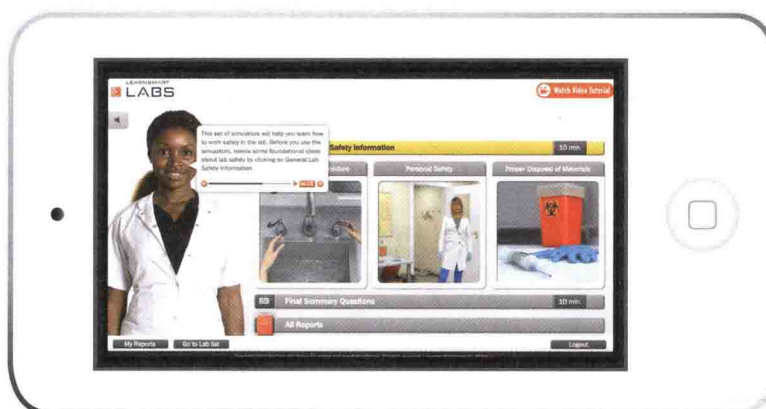 LEARNSMART
LABS
Watch Video Tutorial
This set of simulations will help you learn how
to work safely in the lab. Before you use the
simulators, review some foundational ideas
about lab safety by clicking on General Lab
Safety Information.
Safety Information
10 min.
Personal Safety
Proper Disposal of Materials
Final Summary Questions
10 min.
All Reports
My Reports
Go to Lab list
Logout